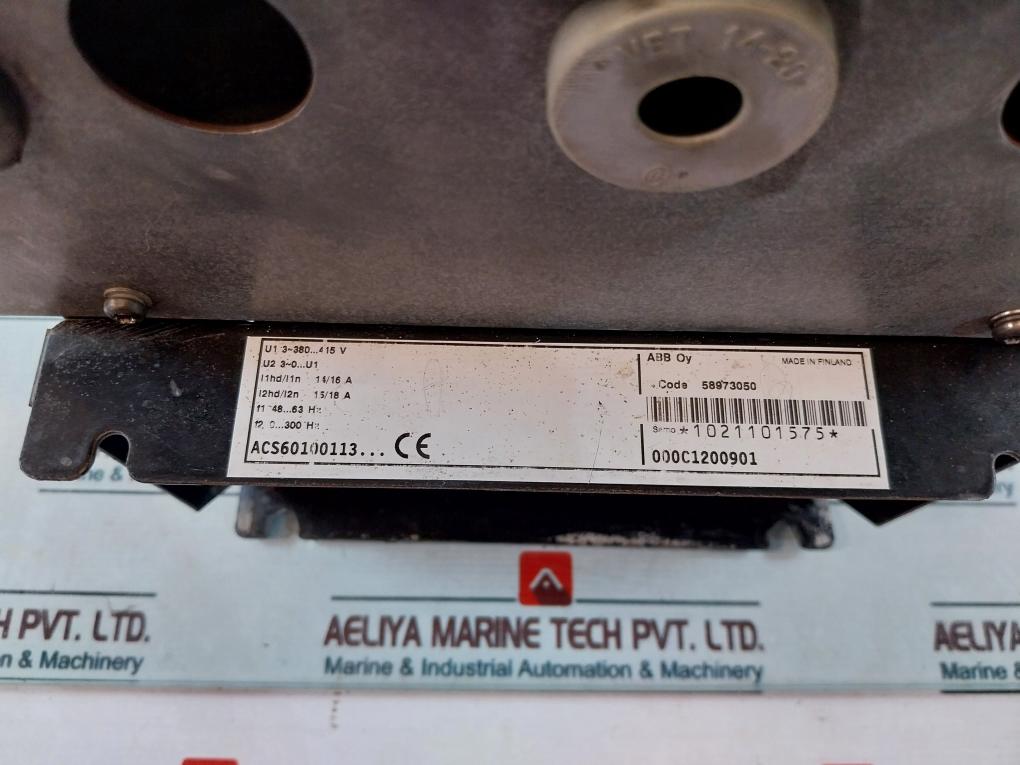 VET 14-20
U1 3~380...415 V
U2 3~0...U1
I1hd/I1n 14/16 A
I2hd/I2n 15/18 A
f1 48...63 Hz
f2 0...300 Hz
ACS60100113... CE
ABB Oy MADE IN FINLAND
Code 58973050
*1021101575*
000C1200901
H PVT. LTD. AELIYA MARINE TECH PVT. LTD. AELIYA
n & Machinery Marine & Industrial Automation & Machinery Marine & In